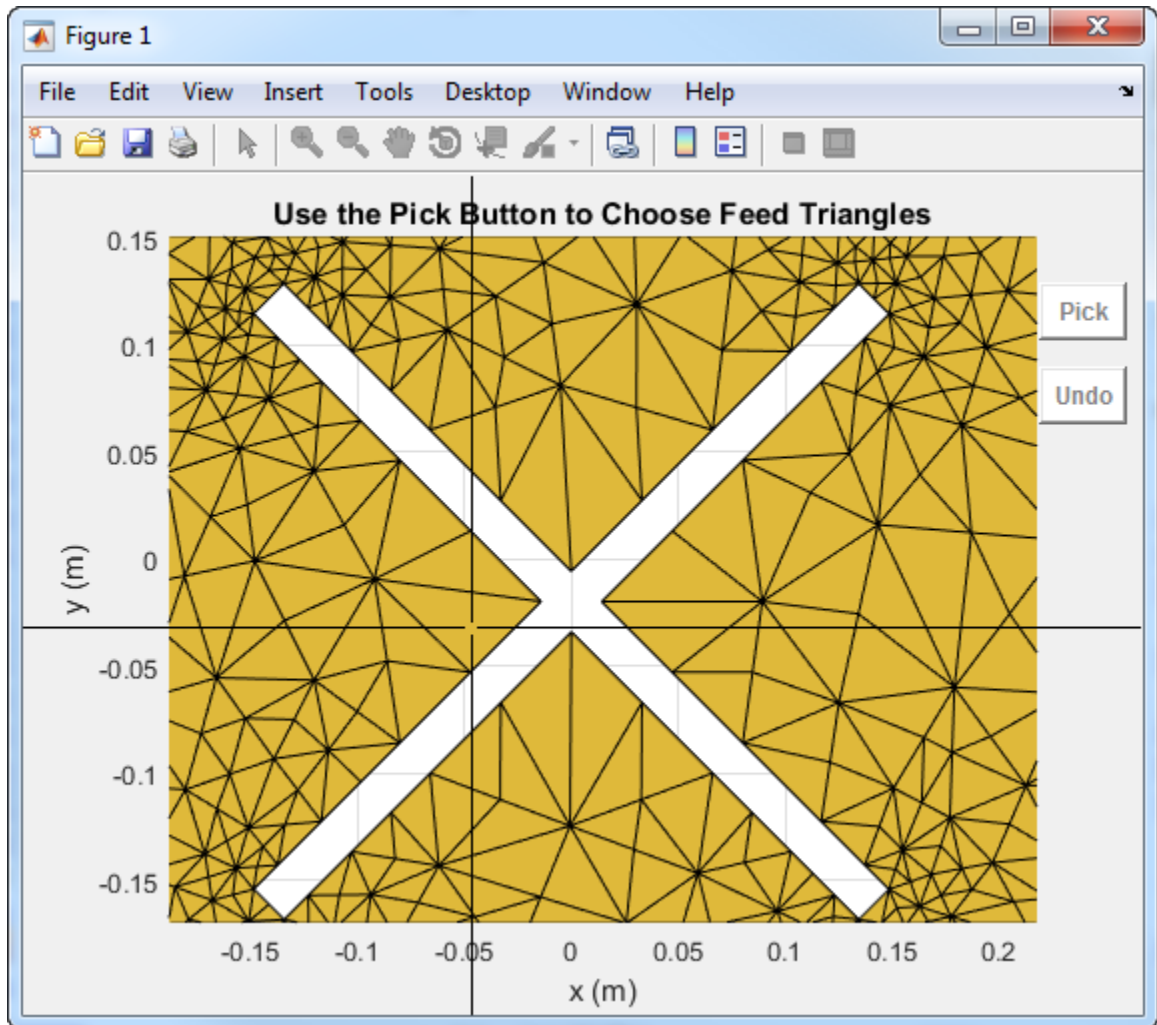 Figure 1
File Edit View Insert Tools Desktop Window Help
Use the Pick Button to Choose Feed Triangles
0.15
Pick
0.1
Undo
0.05
0
y (m)
-0.05
-0.1
-0.15
-0.15 -0.1 -0.05 0 0.05 0.1 0.15 0.2
x (m)